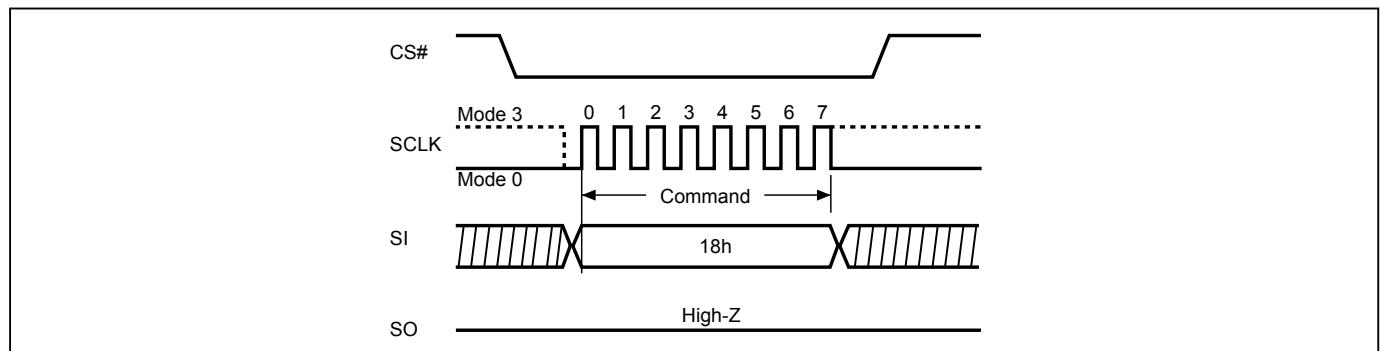 CS#
Mode 3 0 1 2 3 4 5 6 7
SCLK
Mode 0
Command
SI 18h
High-Z
SO